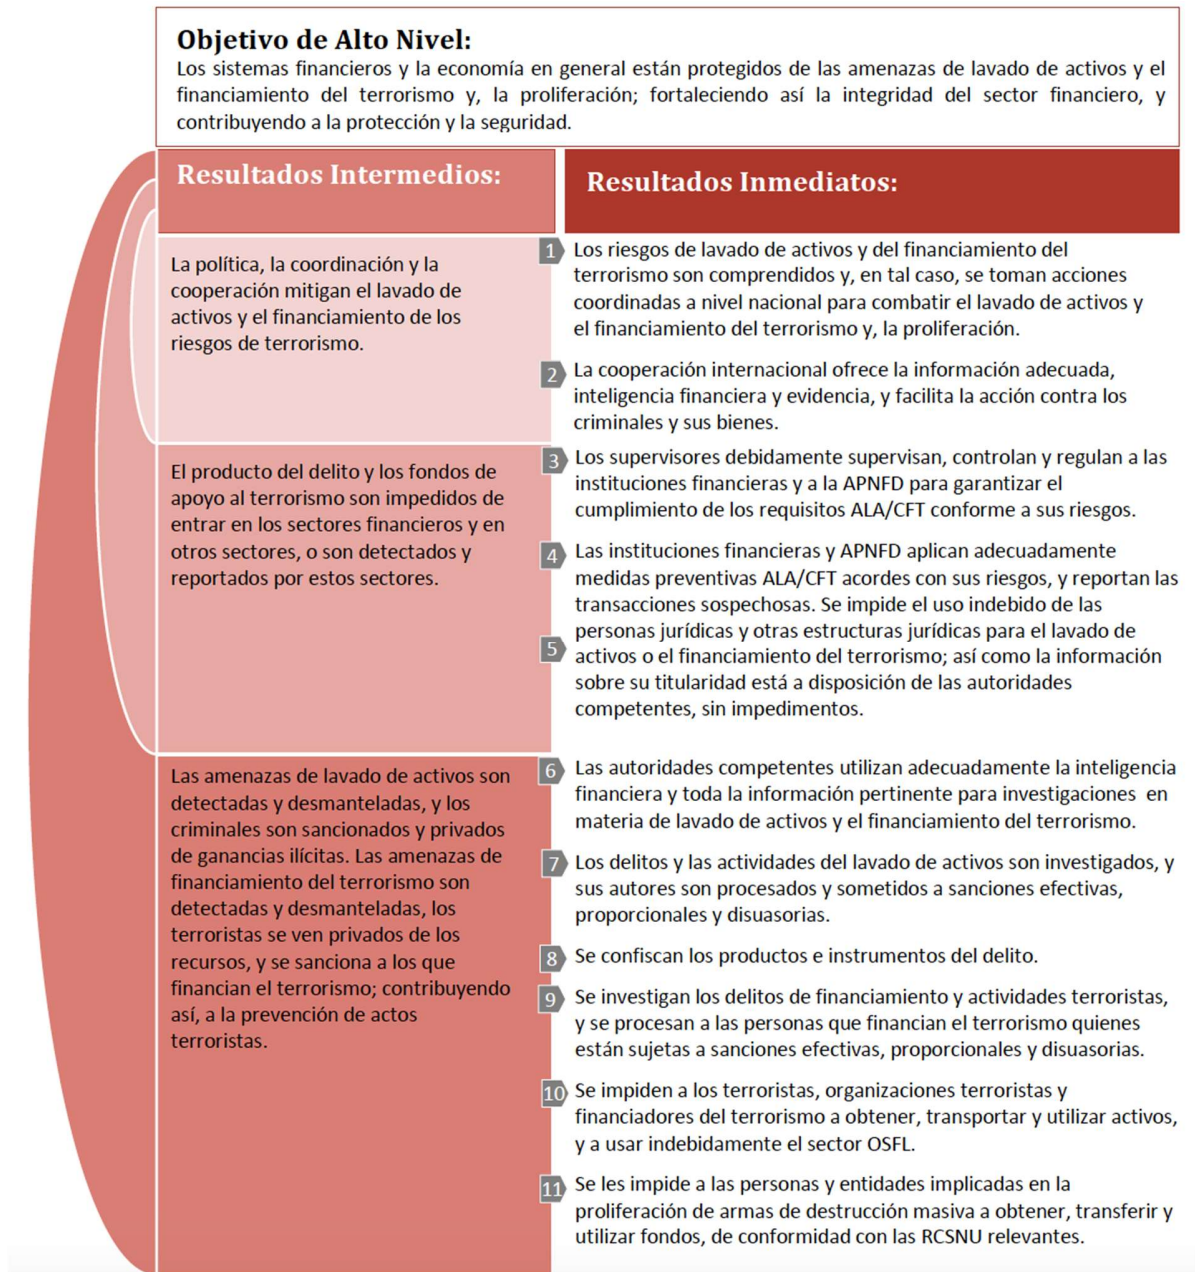 Objetivo de Alto Nivel:
Los sistemas financieros y la economía en general están protegidos de las amenazas de lavado de activos y el
financiamiento del terrorismo y, la proliferación; fortaleciendo así la integridad del sector financiero, y
contribuyendo a la protección y la seguridad.
Resultados Intermedios:
La política, la coordinación y la
cooperación mitigan el lavado de
activos y el financiamiento de los
riesgos de terrorismo.
El producto del delito y los fondos de
apoyo al terrorismo son impedidos de
entrar en los sectores financieros y en
otros sectores, o son detectados y
reportados por estos sectores.
Las amenazas de lavado de activos son
detectadas y desmanteladas, y los
criminales son sancionados y privados
de ganancias ilícitas. Las amenazas de
financiamiento del terrorismo son
detectadas y desmanteladas, los
terroristas se ven privados de los
recursos, y se sanciona a los que
financian el terrorismo; contribuyendo
así, a la prevención de actos
terroristas.
Resultados Inmediatos:
1 Los riesgos de lavado de activos y del financiamiento del
terrorismo son comprendidos y, en tal caso, se toman acciones
coordinadas a nivel nacional para combatir el lavado de activos y
el financiamiento del terrorismo y, la proliferación.
2 La cooperación internacional ofrece la información adecuada,
inteligencia financiera y evidencia, y facilita la acción contra los
criminales y sus bienes.
3 Los supervisores debidamente supervisan, controlan y regulan a las
instituciones financieras y a la APNFD para garantizar el
cumplimiento de los requisitos ALA/CFT conforme a sus riesgos.
4 Las instituciones financieras y APNFD aplican adecuadamente
medidas preventivas ALA/CFT acordes con sus riesgos, y reportan las
transacciones sospechosas. Se impide el uso indebido de las
personas jurídicas y otras estructuras jurídicas para el lavado de
5 activos o el financiamiento del terrorismo; así como la información
sobre su titularidad está a disposición de las autoridades
competentes, sin impedimentos.
6 Las autoridades competentes utilizan adecuadamente la inteligencia
financiera y toda la información pertinente para investigaciones en
materia de lavado de activos y el financiamiento del terrorismo.
7 Los delitos y las actividades del lavado de activos son investigados, y
sus autores son procesados y sometidos a sanciones efectivas,
proporcionales y disuasorias.
8 Se confiscan los productos e instrumentos del delito.
9 Se investigan los delitos de financiamiento y actividades terroristas,
y se procesan a las personas que financian el terrorismo quienes
están sujetas a sanciones efectivas, proporcionales y disuasorias.
10 Se impiden a los terroristas, organizaciones terroristas y
financiadores del terrorismo a obtener, transportar y utilizar activos,
y a usar indebidamente el sector OSFL.
11 Se les impide a las personas y entidades implicadas en la
proliferación de armas de destrucción masiva a obtener, transferir y
utilizar fondos, de conformidad con las RCSNU relevantes.